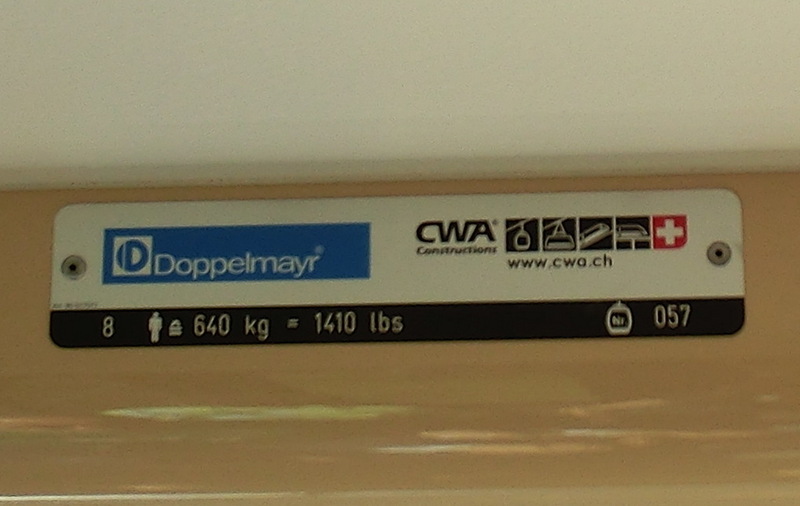 Doppelmayr®
CWA®
Constructions
www.cwa.ch
8 ≙ 640 kg = 1410 lbs
Nr. 057